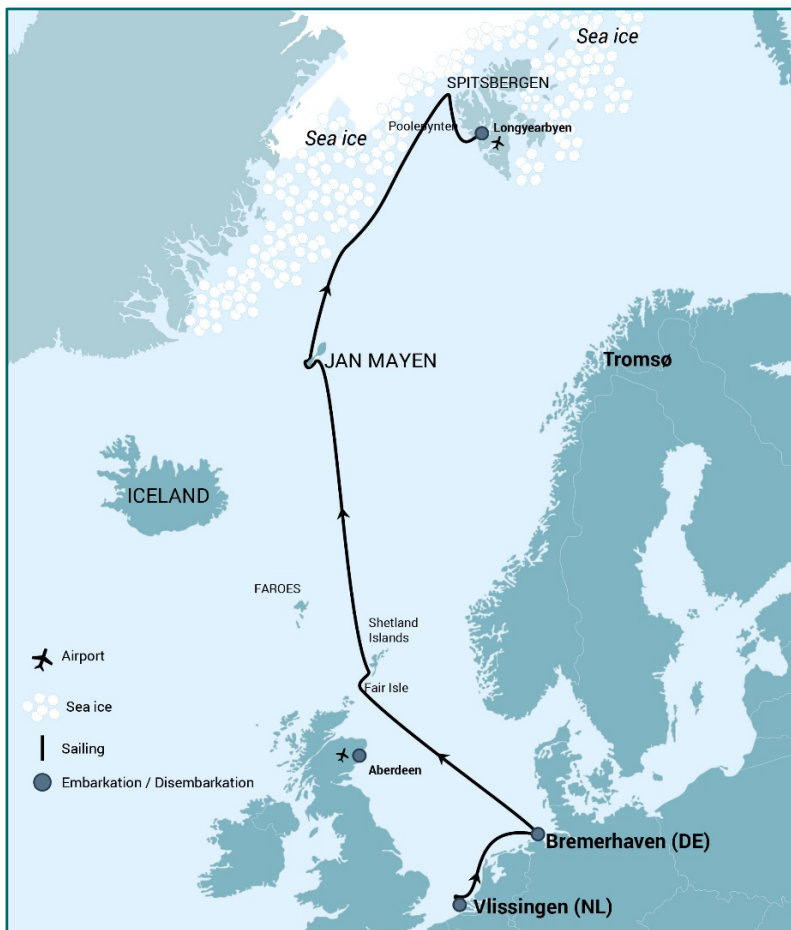 Sea ice
SPITSBERGEN
Sea ice
Poolepynten
Longyearbyen
JAN MAYEN
Tromsø
ICELAND
FAROES
Shetland
Islands
Fair Isle
Airport
Sea ice
Sailing
Embarkation / Disembarkation
Aberdeen
Bremerhaven (DE)
Vlissingen (NL)